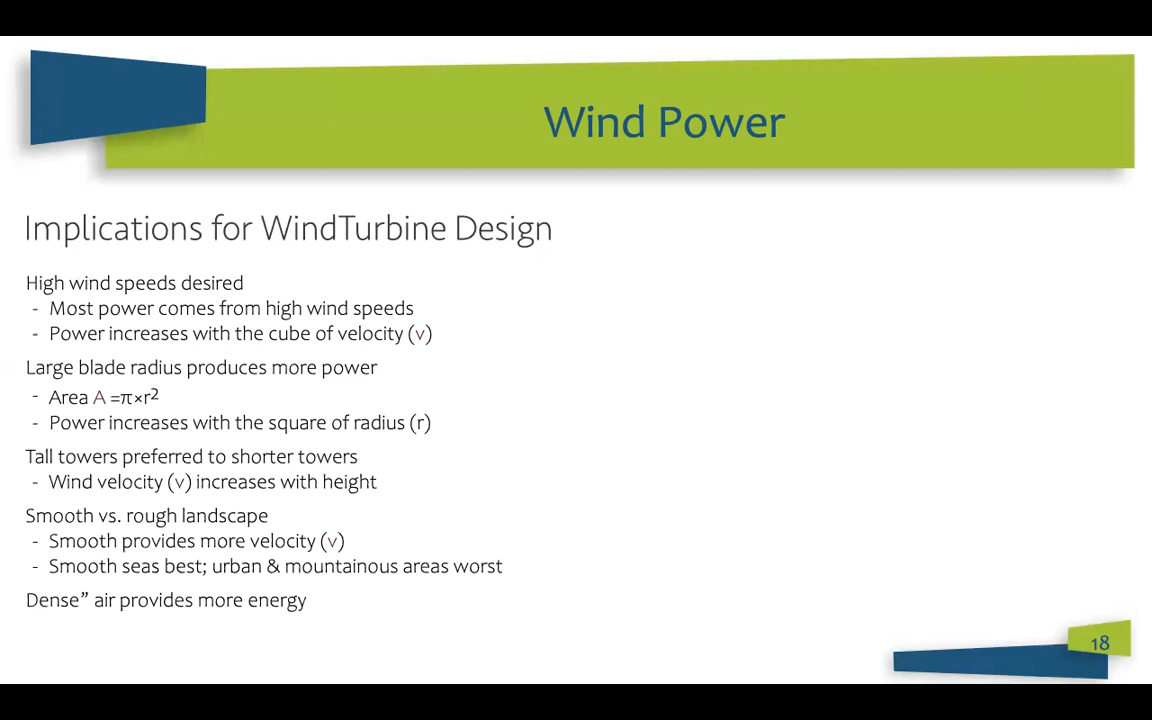 Wind Power
Implications for WindTurbine Design
High wind speeds desired
- Most power comes from high wind speeds
- Power increases with the cube of velocity (v)
Large blade radius produces more power
- Area A =π×r²
- Power increases with the square of radius (r)
Tall towers preferred to shorter towers
- Wind velocity (v) increases with height
Smooth vs. rough landscape
- Smooth provides more velocity (v)
- Smooth seas best; urban & mountainous areas worst
Dense” air provides more energy
18